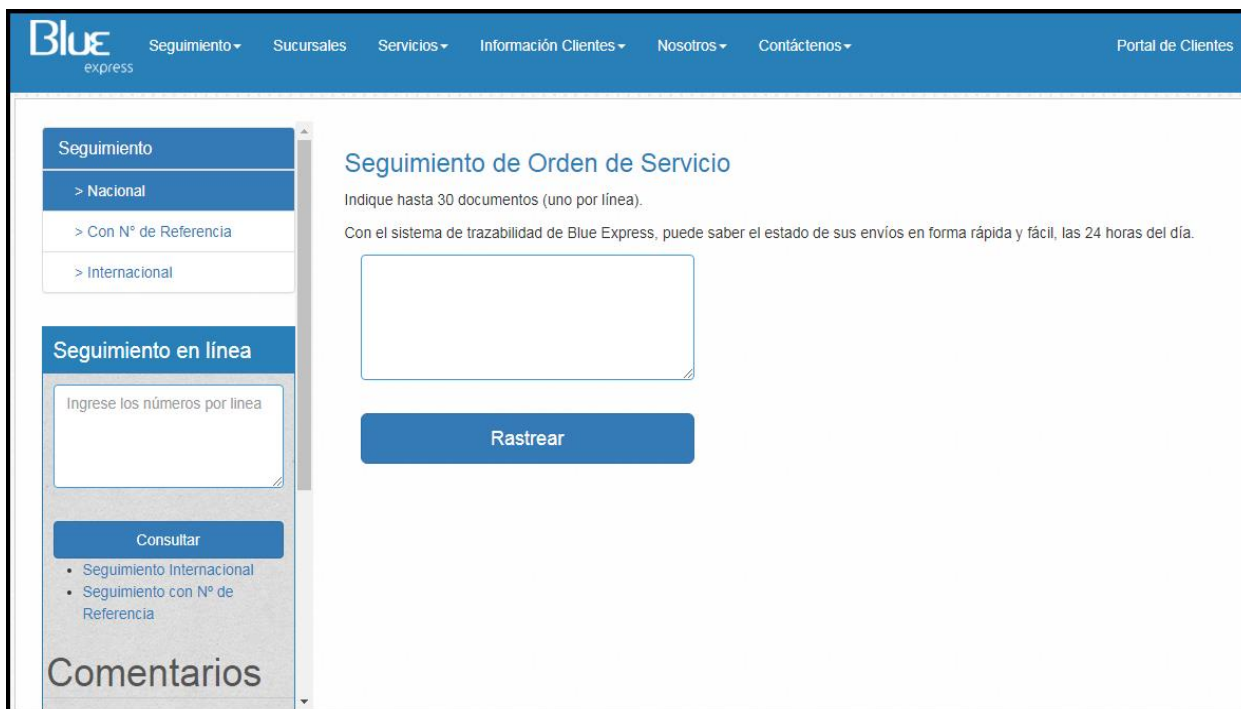 Blue
express
Seguimiento
Sucursales
Servicios
Información Clientes
Nosotros
Contáctenos
Portal de Clientes
Seguimiento
> Nacional
> Con N° de Referencia
> Internacional
Seguimiento en línea
Ingrese los números por linea
Consultar
• Seguimiento Internacional
• Seguimiento con Nº de
Referencia
Comentarios
Seguimiento de Orden de Servicio
Indique hasta 30 documentos (uno por línea).
Con el sistema de trazabilidad de Blue Express, puede saber el estado de sus envíos en forma rápida y fácil, las 24 horas del día.
Rastrear